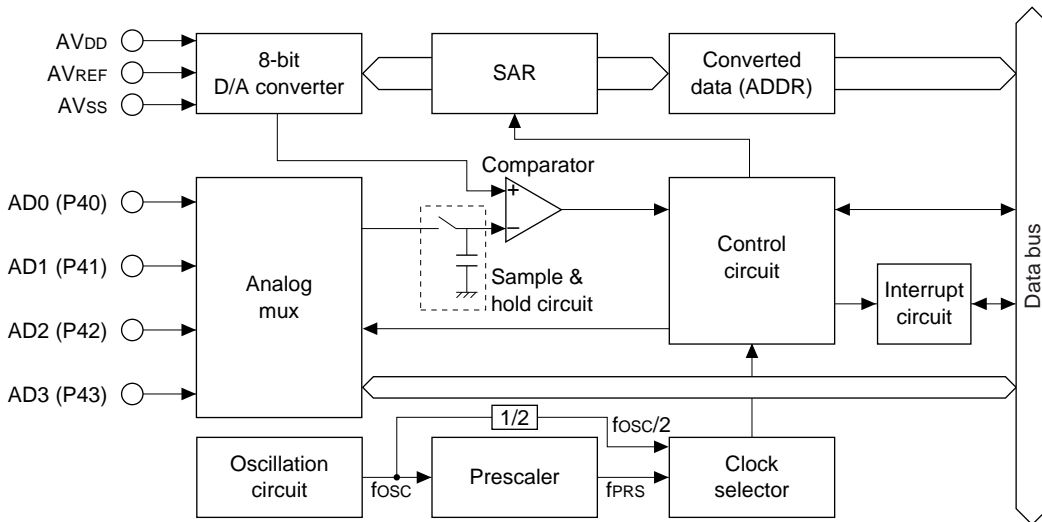 AVDD
AVREF
AVSS
8-bit
D/A converter
SAR
Converted
data (ADDR)
Comparator
+
−
AD0 (P40)
AD1 (P41)
AD2 (P42)
AD3 (P43)
Analog
mux
Sample &
hold circuit
Control
circuit
Interrupt
circuit
Data bus
1/2
fOSC/2
Oscillation
circuit
fOSC
Prescaler
fPRS
Clock
selector